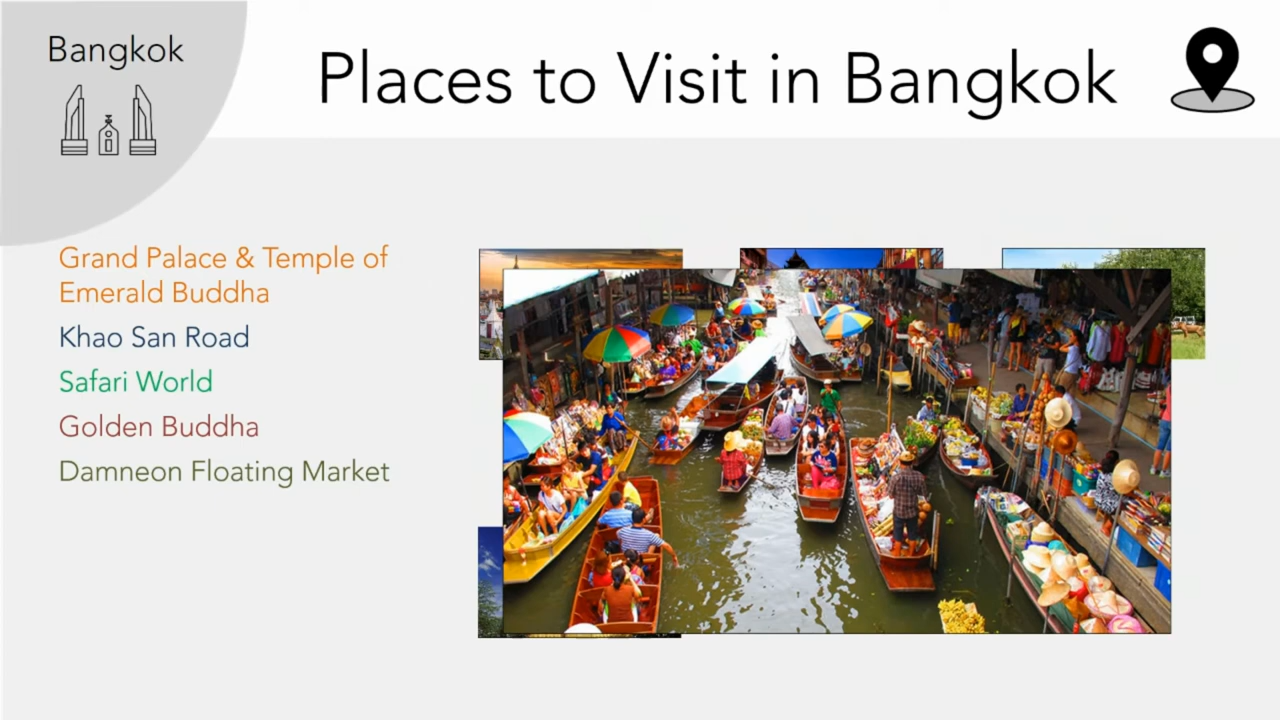 Bangkok
Places to Visit in Bangkok
Grand Palace & Temple of
Emerald Buddha
Khao San Road
Safari World
Golden Buddha
Damneon Floating Market